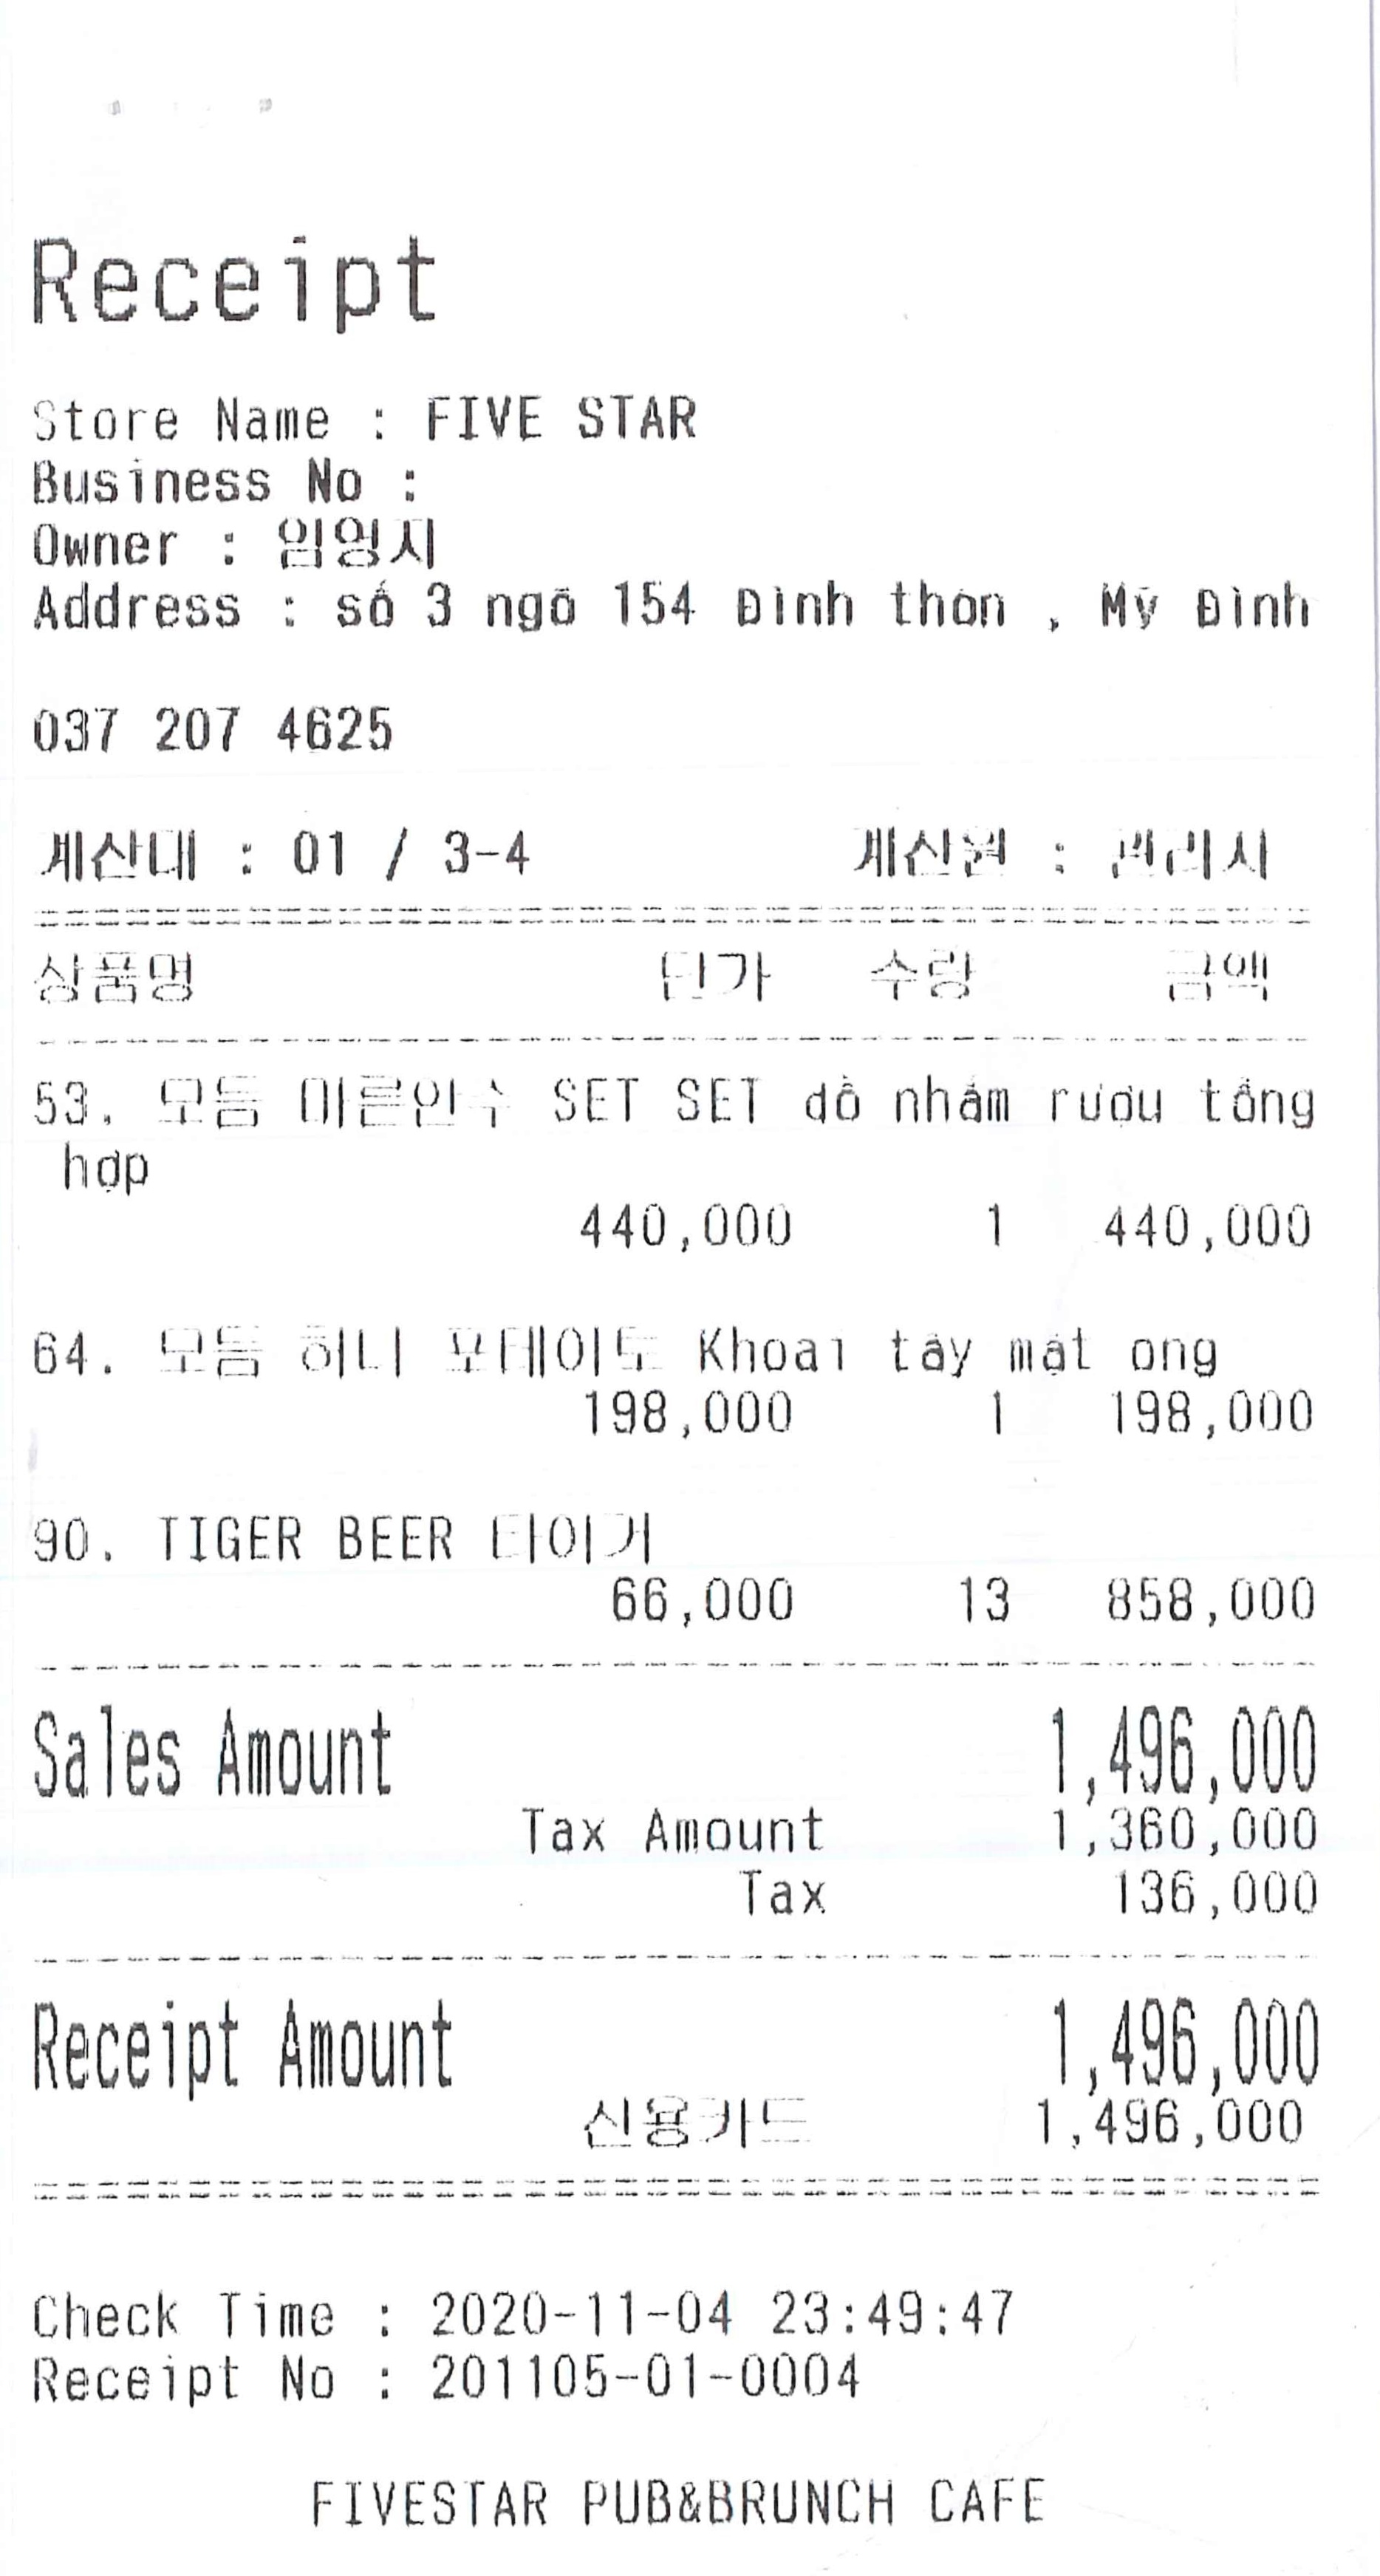 Receipt
Store Name : FIVE STAR
Business No :
Owner :
Address : số 3 ngõ 154 Đình thôn , Mỹ Đình
037 207 4625
계산대 : 01 / 3-4 계산원 : 관리자
상품명 단가 수량 금액
53. 모듬 마른안주 SET SET đồ nhắm rượu tổng
hợp
440,000 1 440,000
64. 모듬 허니 포테이토 Khoai tây mật ong
198,000 1 198,000
90. TIGER BEER 타이거
66,000 13 858,000
Sales Amount 1,496,000
Tax Amount 1,360,000
Tax 136,000
Receipt Amount 1,496,000
신용카드 1,496,000
Check Time : 2020-11-04 23:49:47
Receipt No : 201105-01-0004
FIVESTAR PUB&BRUNCH CAFE